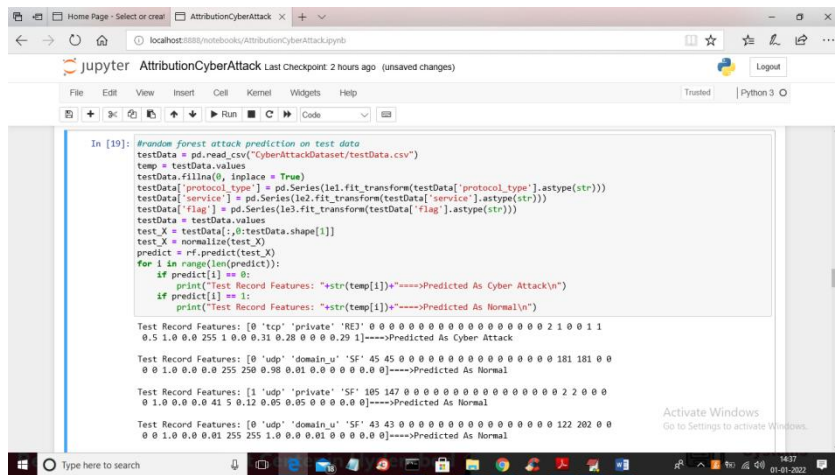 Home Page - Select or creat
AttributionCyberAttack
localhost:8888/notebooks/AttributionCyberAttack.ipynb
jupyter AttributionCyberAttack Last Checkpoint: 2 hours ago (unsaved changes)
Logout
File Edit View Insert Cell Kernel Widgets Help
Trusted Python 3
Run Code
In [19]: #random forest attack prediction on test data
testData = pd.read_csv("CyberAttackDataset/testData.csv")
temp = testData.values
testData.fillna(0, inplace = True)
testData['protocol_type'] = pd.Series(le1.fit_transform(testData['protocol_type'].astype(str)))
testData['service'] = pd.Series(le2.fit_transform(testData['service'].astype(str)))
testData['flag'] = pd.Series(le3.fit_transform(testData['flag'].astype(str)))
testData = testData.values
test_X = testData[:,0:testData.shape[1]]
test_X = normalize(test_X)
predict = rf.predict(test_X)
for i in range(len(predict)):
if predict[i] == 0:
print("Test Record Features: "+str(temp[i])+"====>Predicted As Cyber Attack\n")
if predict[i] == 1:
print("Test Record Features: "+str(temp[i])+"====>Predicted As Normal\n")
Test Record Features: [0 'tcp' 'private' 'REJ' 0 0 0 0 0 0 0 0 0 0 0 0 0 0 0 0 0 0 2 1 0 0 1 1
0.5 1.0 0.0 255 1 0.0 0.31 0.28 0 0 0 0.29 1]====>Predicted As Cyber Attack
Test Record Features: [0 'udp' 'domain_u' 'SF' 45 45 0 0 0 0 0 0 0 0 0 0 0 0 0 0 0 0 181 181 0 0
0 0 1.0 0.0 0.0 255 250 0.98 0.01 0.0 0 0 0 0.0 0]====>Predicted As Normal
Test Record Features: [1 'udp' 'private' 'SF' 105 147 0 0 0 0 0 0 0 0 0 0 0 0 0 0 0 0 2 2 0 0 0
0 1.0 0.0 0.0 41 5 0.12 0.05 0.05 0 0 0 0.0 0]====>Predicted As Normal
Test Record Features: [0 'udp' 'domain_u' 'SF' 43 43 0 0 0 0 0 0 0 0 0 0 0 0 0 0 0 0 122 202 0 0
0 0 1.0 0.0 0.01 255 255 1.0 0.0 0.01 0 0 0 0.0 0]====>Predicted As Normal
Activate Windows
Go to Settings to activate Windows.
Type here to search
14:37
01-01-2022